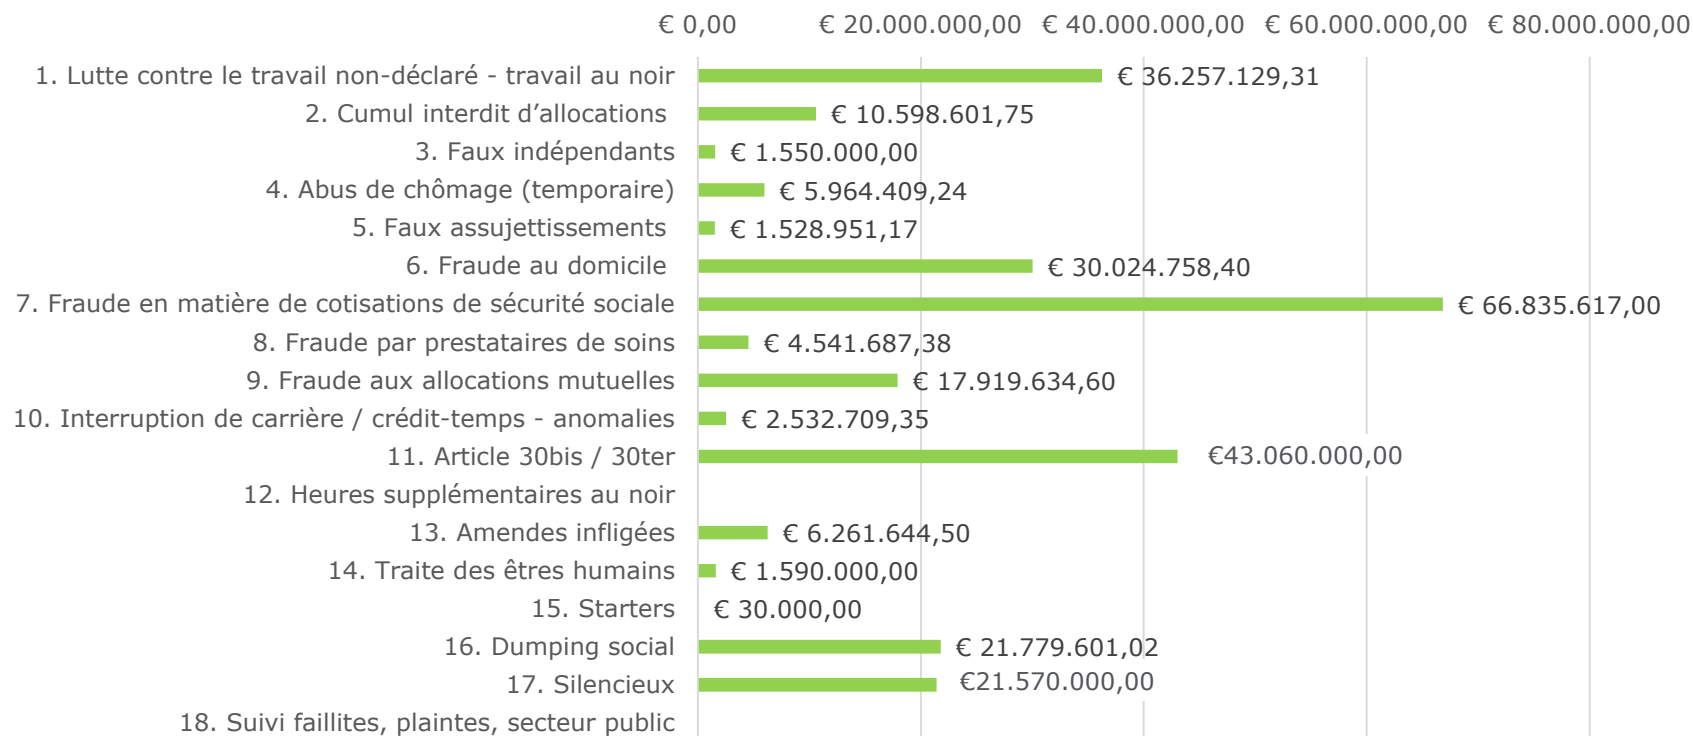 € 0,00 € 20.000.000,00 € 40.000.000,00 € 60.000.000,00 € 80.000.000,00
1. Lutte contre le travail non-déclaré - travail au noir € 36.257.129,31
2. Cumul interdit d’allocations € 10.598.601,75
3. Faux indépendants € 1.550.000,00
4. Abus de chômage (temporaire) € 5.964.409,24
5. Faux assujettissements € 1.528.951,17
6. Fraude au domicile € 30.024.758,40
7. Fraude en matière de cotisations de sécurité sociale € 66.835.617,00
8. Fraude par prestataires de soins € 4.541.687,38
9. Fraude aux allocations mutuelles € 17.919.634,60
10. Interruption de carrière / crédit-temps - anomalies € 2.532.709,35
11. Article 30bis / 30ter €43.060.000,00
12. Heures supplémentaires au noir
13. Amendes infligées € 6.261.644,50
14. Traite des êtres humains € 1.590.000,00
15. Starters € 30.000,00
16. Dumping social € 21.779.601,02
17. Silencieux €21.570.000,00
18. Suivi faillites, plaintes, secteur public